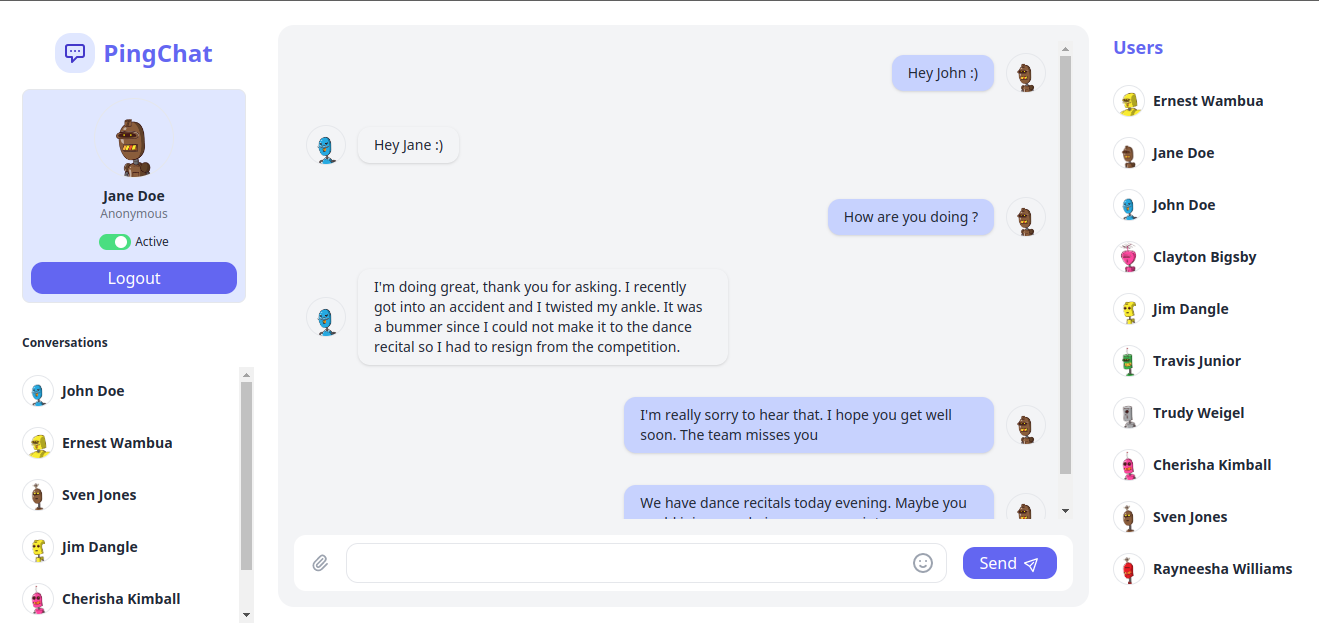 PingChat
Jane Doe
Anonymous
Active
Logout
Conversations
John Doe
Ernest Wambua
Sven Jones
Jim Dangle
Cherisha Kimball
Hey John :)
Hey Jane :)
How are you doing ?
I'm doing great, thank you for asking. I recently
got into an accident and I twisted my ankle. It was
a bummer since I could not make it to the dance
recital so I had to resign from the competition.
I'm really sorry to hear that. I hope you get well
soon. The team misses you
We have dance recitals today evening. Maybe you
Send
Users
Ernest Wambua
Jane Doe
John Doe
Clayton Bigsby
Jim Dangle
Travis Junior
Trudy Weigel
Cherisha Kimball
Sven Jones
Rayneesha Williams